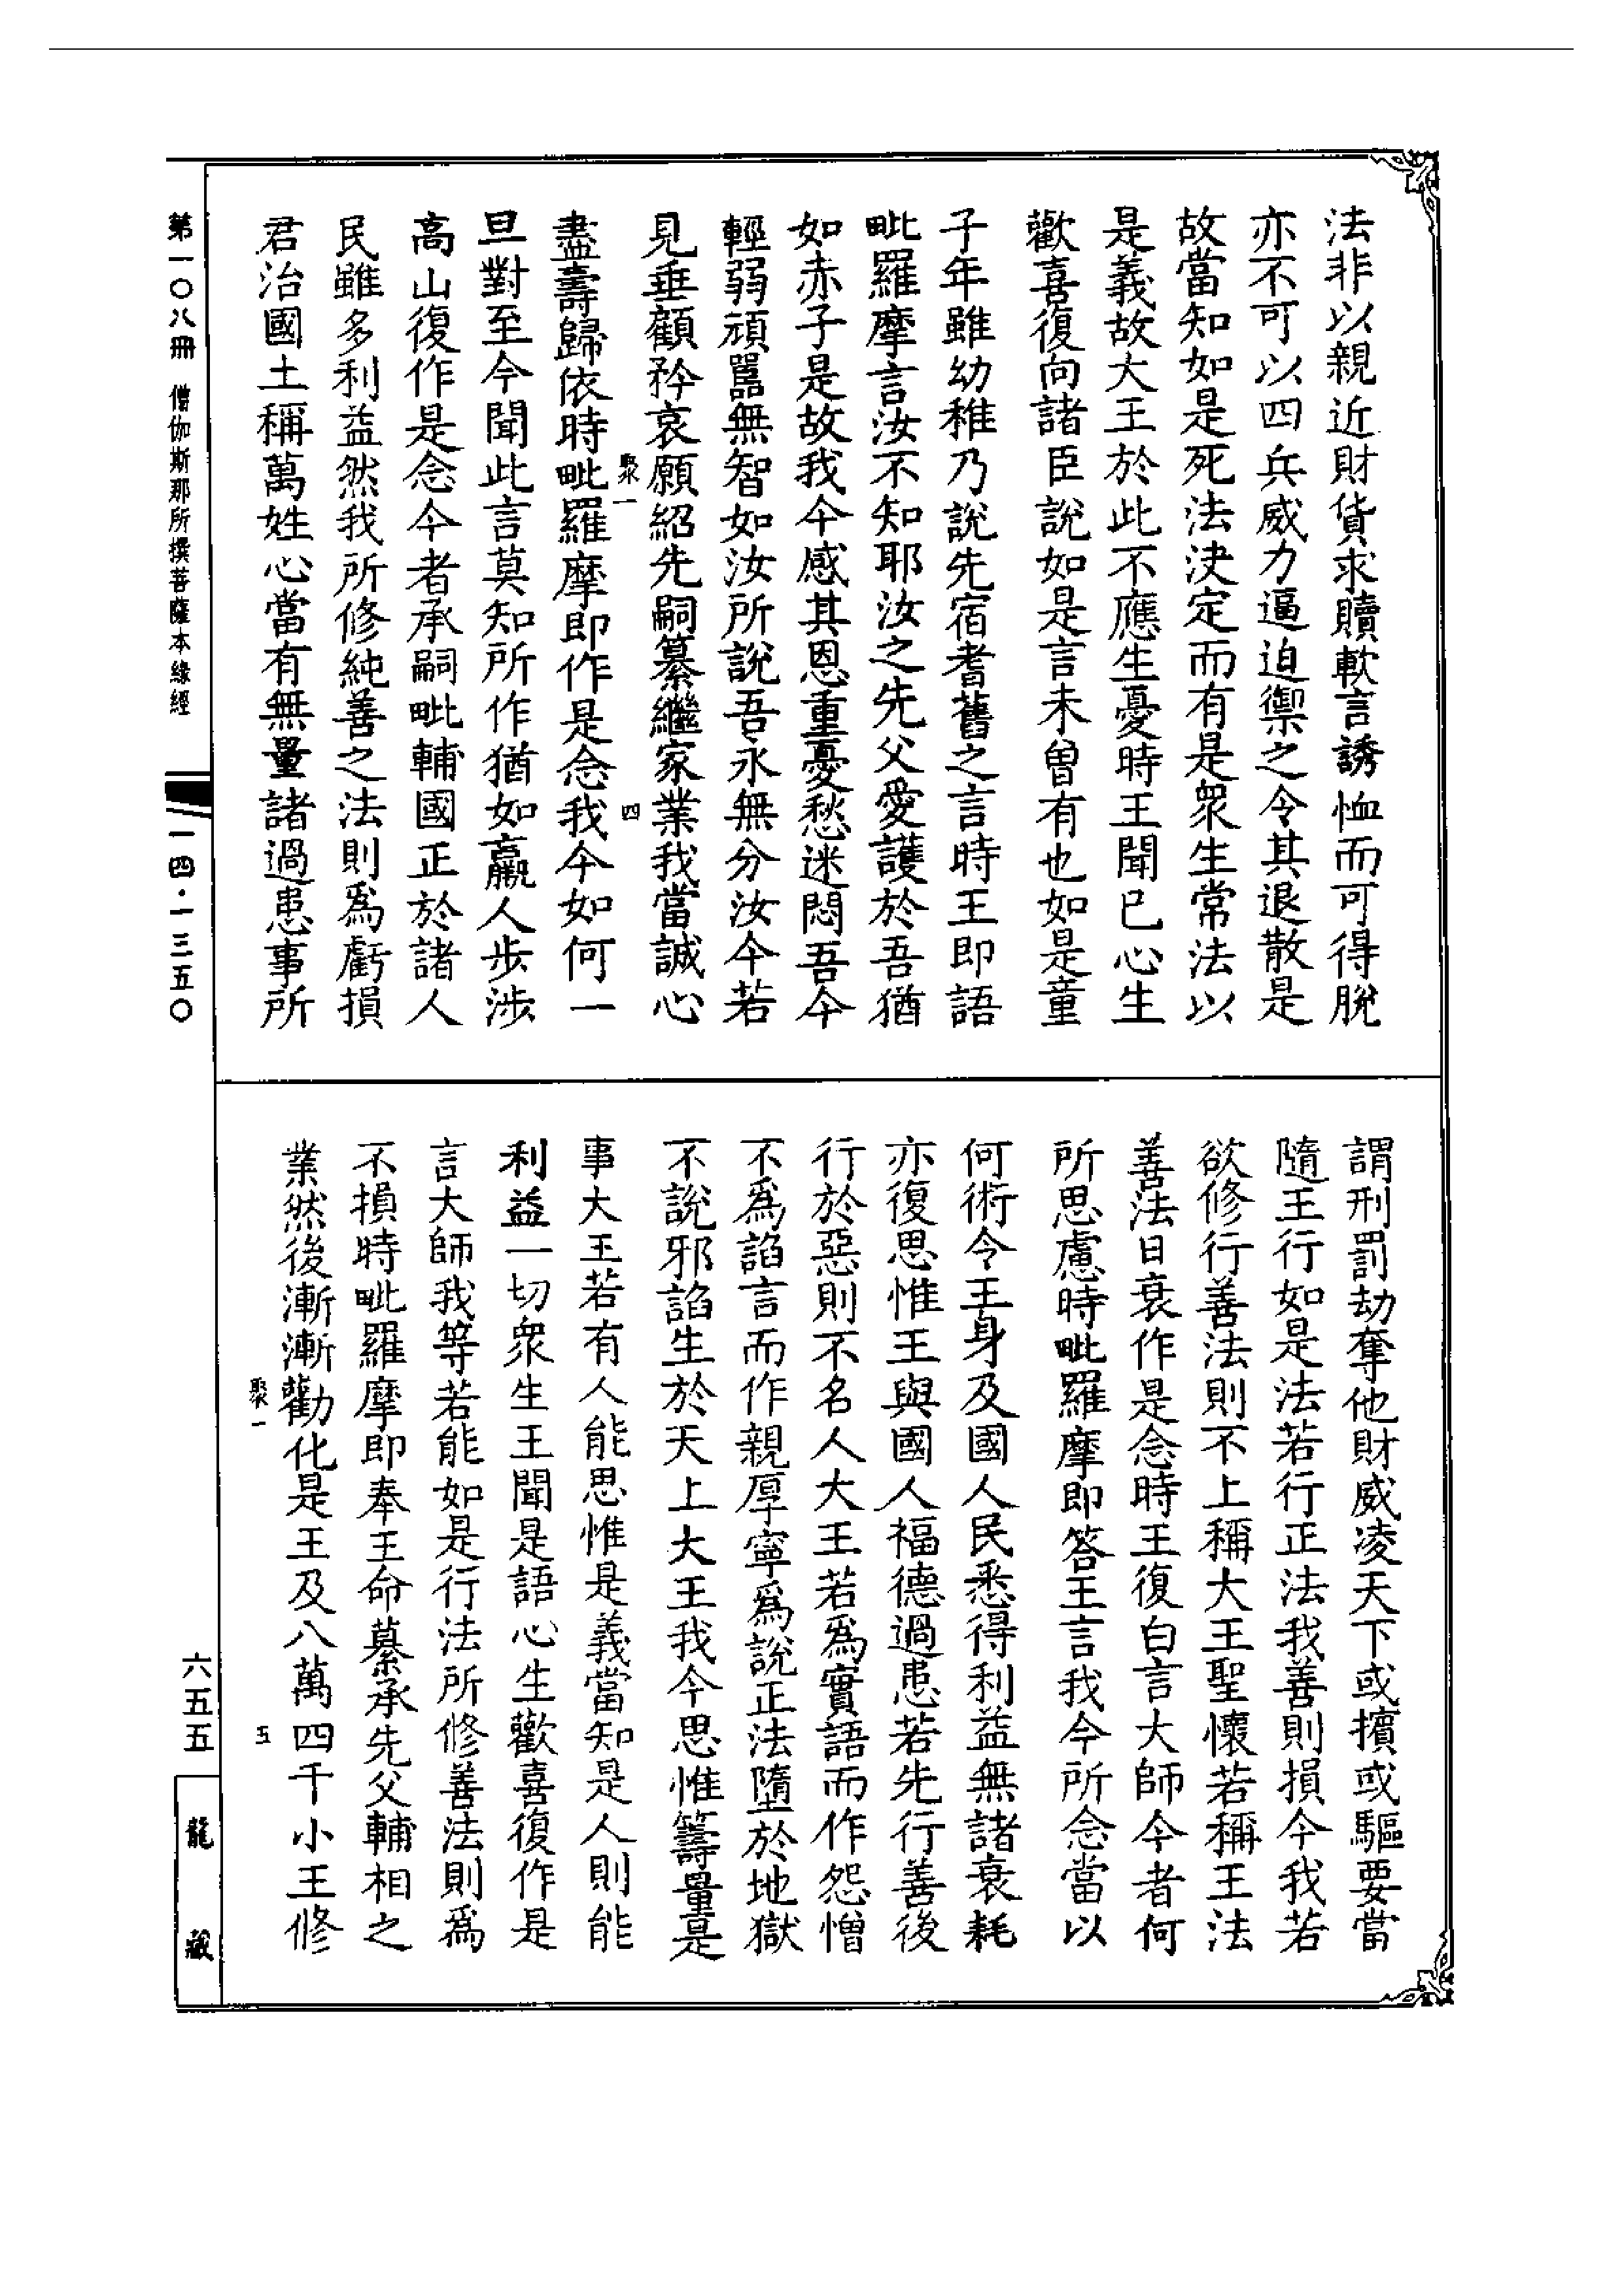 法非以親近財貨求贖軟言誘恤而可得脫
亦不可以四兵威力逼迫禦之令其退散是
故當知如是死法決定而有是衆生常法以
是義故大王於此不應生憂時王聞已心生
歡喜復向諸臣說如是言未曾有也如是童
子年雖幼稚乃說先宿耆舊之言時王即語
毗羅摩言汝不知耶汝之先父愛護於吾猶
如赤子是故我今感其恩重憂愁迷悶吾今
輕弱頑嚚無智如汝所說吾永無分汝今若
見垂顧矜哀願紹先嗣纂繼家業我當誠心
聚一
四
盡壽歸依時毗羅摩即作是念我今如何一
旦對至今聞此言莫知所作猶如羸人步涉
高山復作是念今者承嗣毗輔國正於諸人
民雖多利益然我所修純善之法則爲虧損
君治國土稱萬姓心當有無量諸過患事所
第一〇八冊 僧伽斯那所撰菩薩本緣經
一四·一三五〇
謂刑罰劫奪他財威凌天下或擯或驅要當
隨王行如是法若行正法我善則損今我若
欲修行善法則不上稱大王聖懷若稱王法
善法日衰作是念時王復白言大師今者何
所思慮時毗羅摩即答王言我今所念當以
何術令王身及國人民悉得利益無諸衰耗
亦復思惟王與國人福德過患若先行善後
行於惡則不名人大王若爲實語而作怨憎
不爲諂言而作親厚寧爲說正法墮於地獄
不說邪諂生於天上大王我今思惟籌量是
事大王若有人能思惟是義當知是人則能
利益一切衆生王聞是語心生歡喜復作是
言大師我等若能如是行法所修善法則爲
不損時毗羅摩即奉王命纂承先父輔相之
業然後漸漸勸化是王及八萬四千小王修
聚一
五
六五五
龍藏